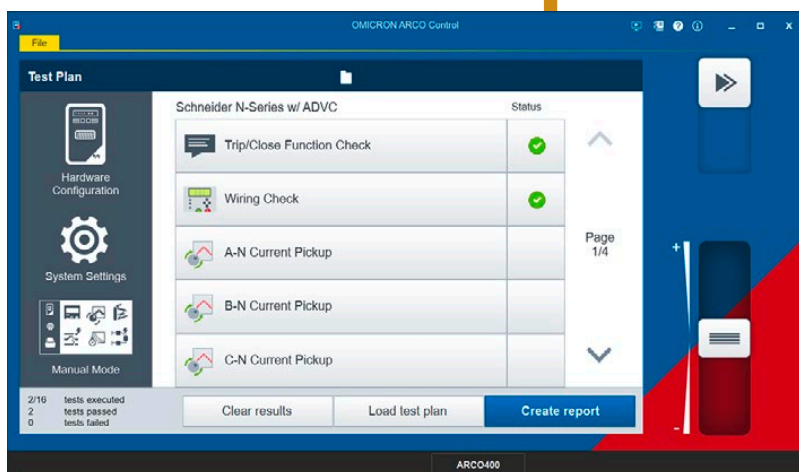 OMICRON ARCO Control
File
Test Plan
Schneider N-Series w/ ADVC
Status
Trip/Close Function Check
Wiring Check
A-N Current Pickup
B-N Current Pickup
C-N Current Pickup
Hardware
Configuration
System Settings
Manual Mode
Page
1/4
+
-
2/16 tests executed
2 tests passed
0 tests failed
Clear results
Load test plan
Create report
ARCO400